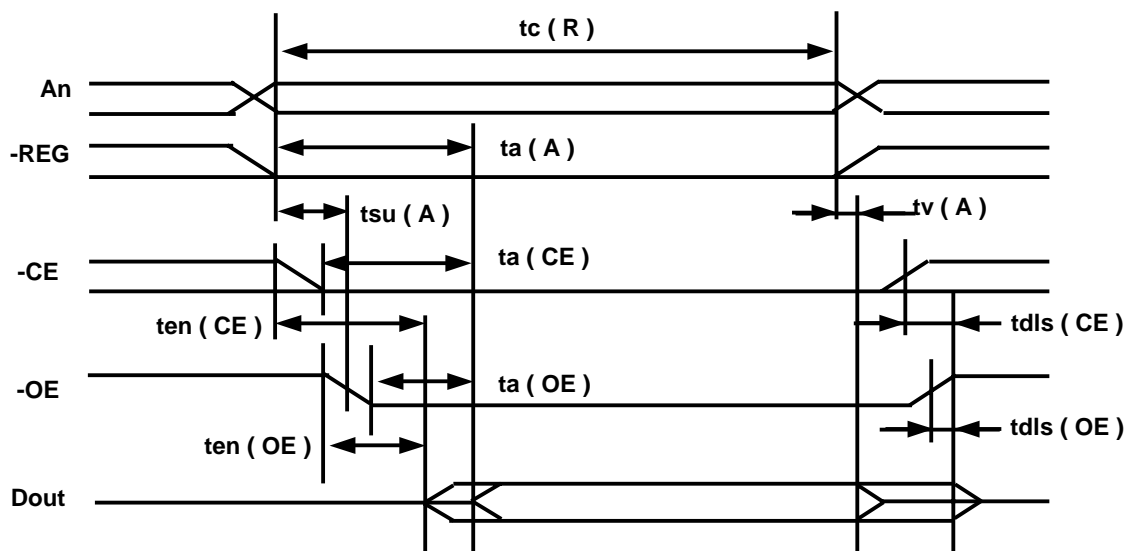 tc ( R )
An
-REG
ta ( A )
tsu ( A )
tv ( A )
-CE
ta ( CE )
ten ( CE )
tdls ( CE )
-OE
ta ( OE )
ten ( OE )
tdls ( OE )
Dout